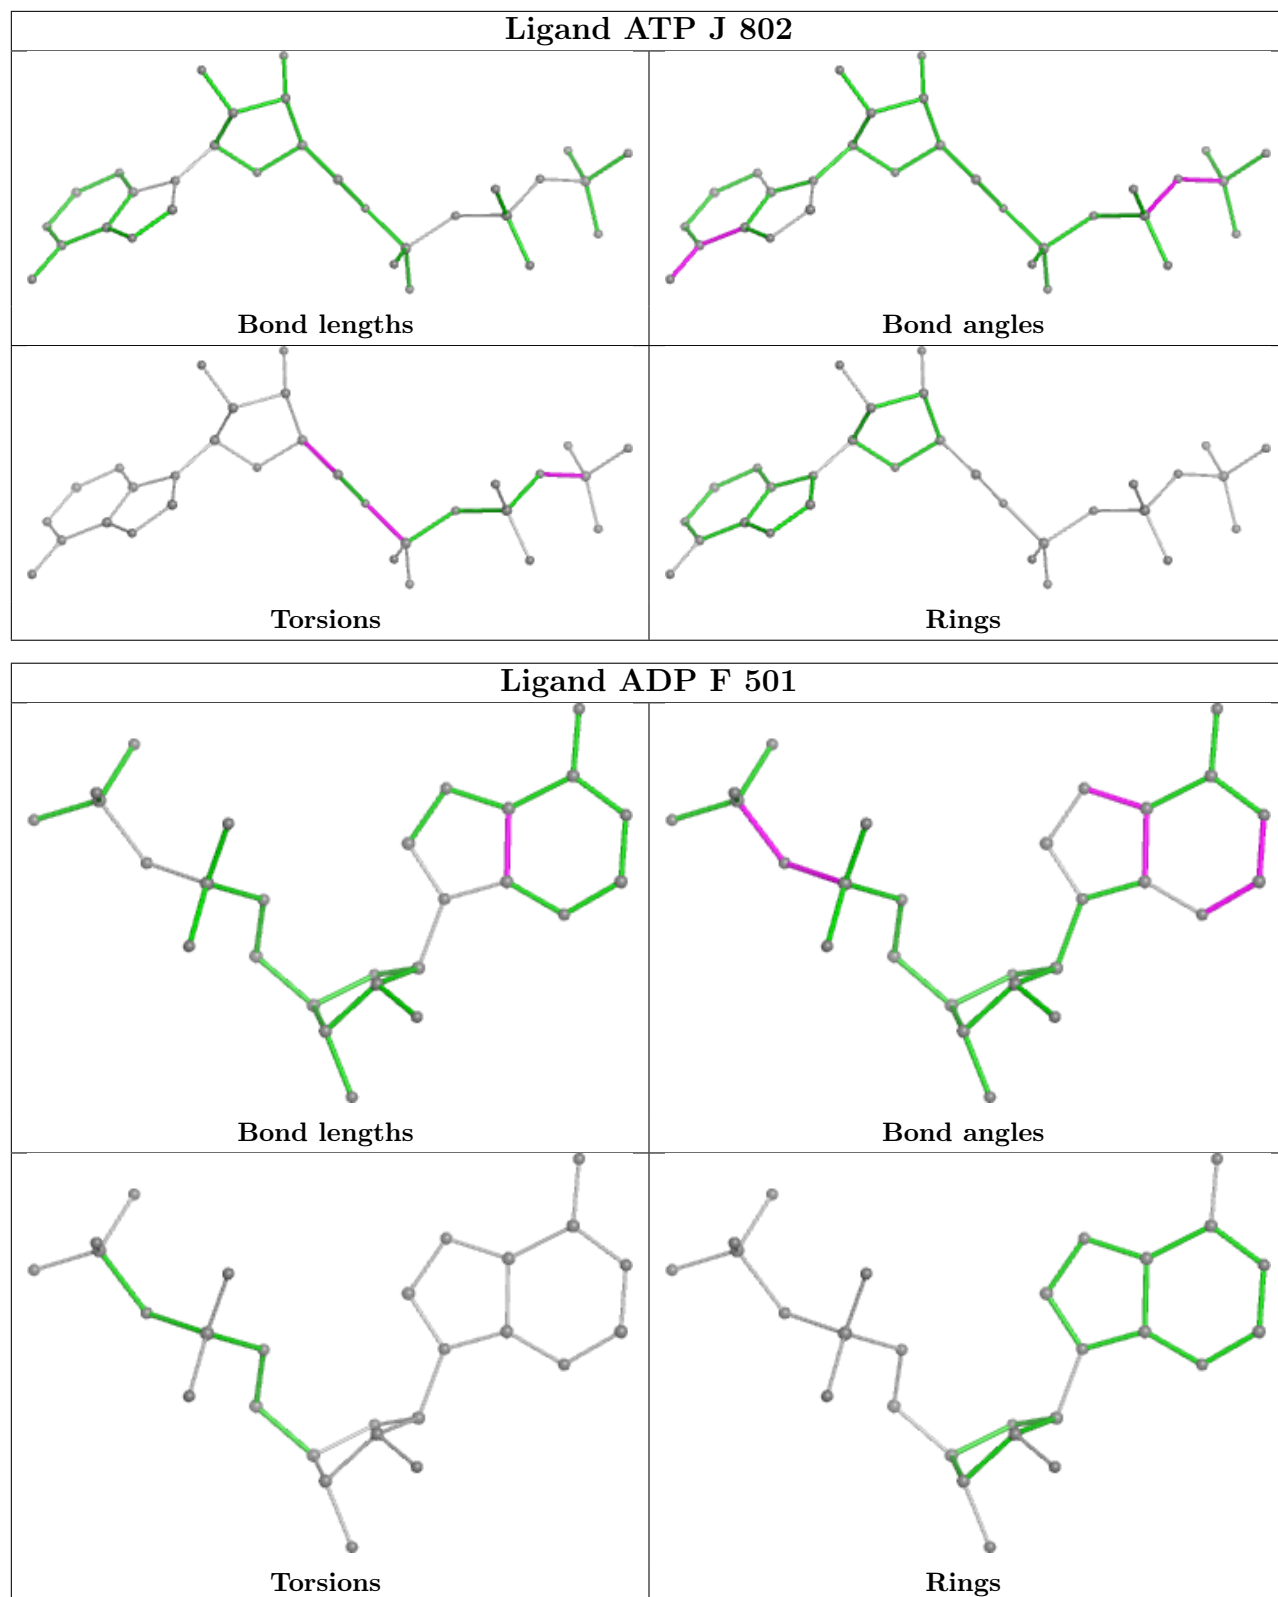 Ligand ATP J 802
Bond lengths
Bond angles
Torsions
Rings
Ligand ADP F 501
Bond lengths
Bond angles
Torsions
Rings